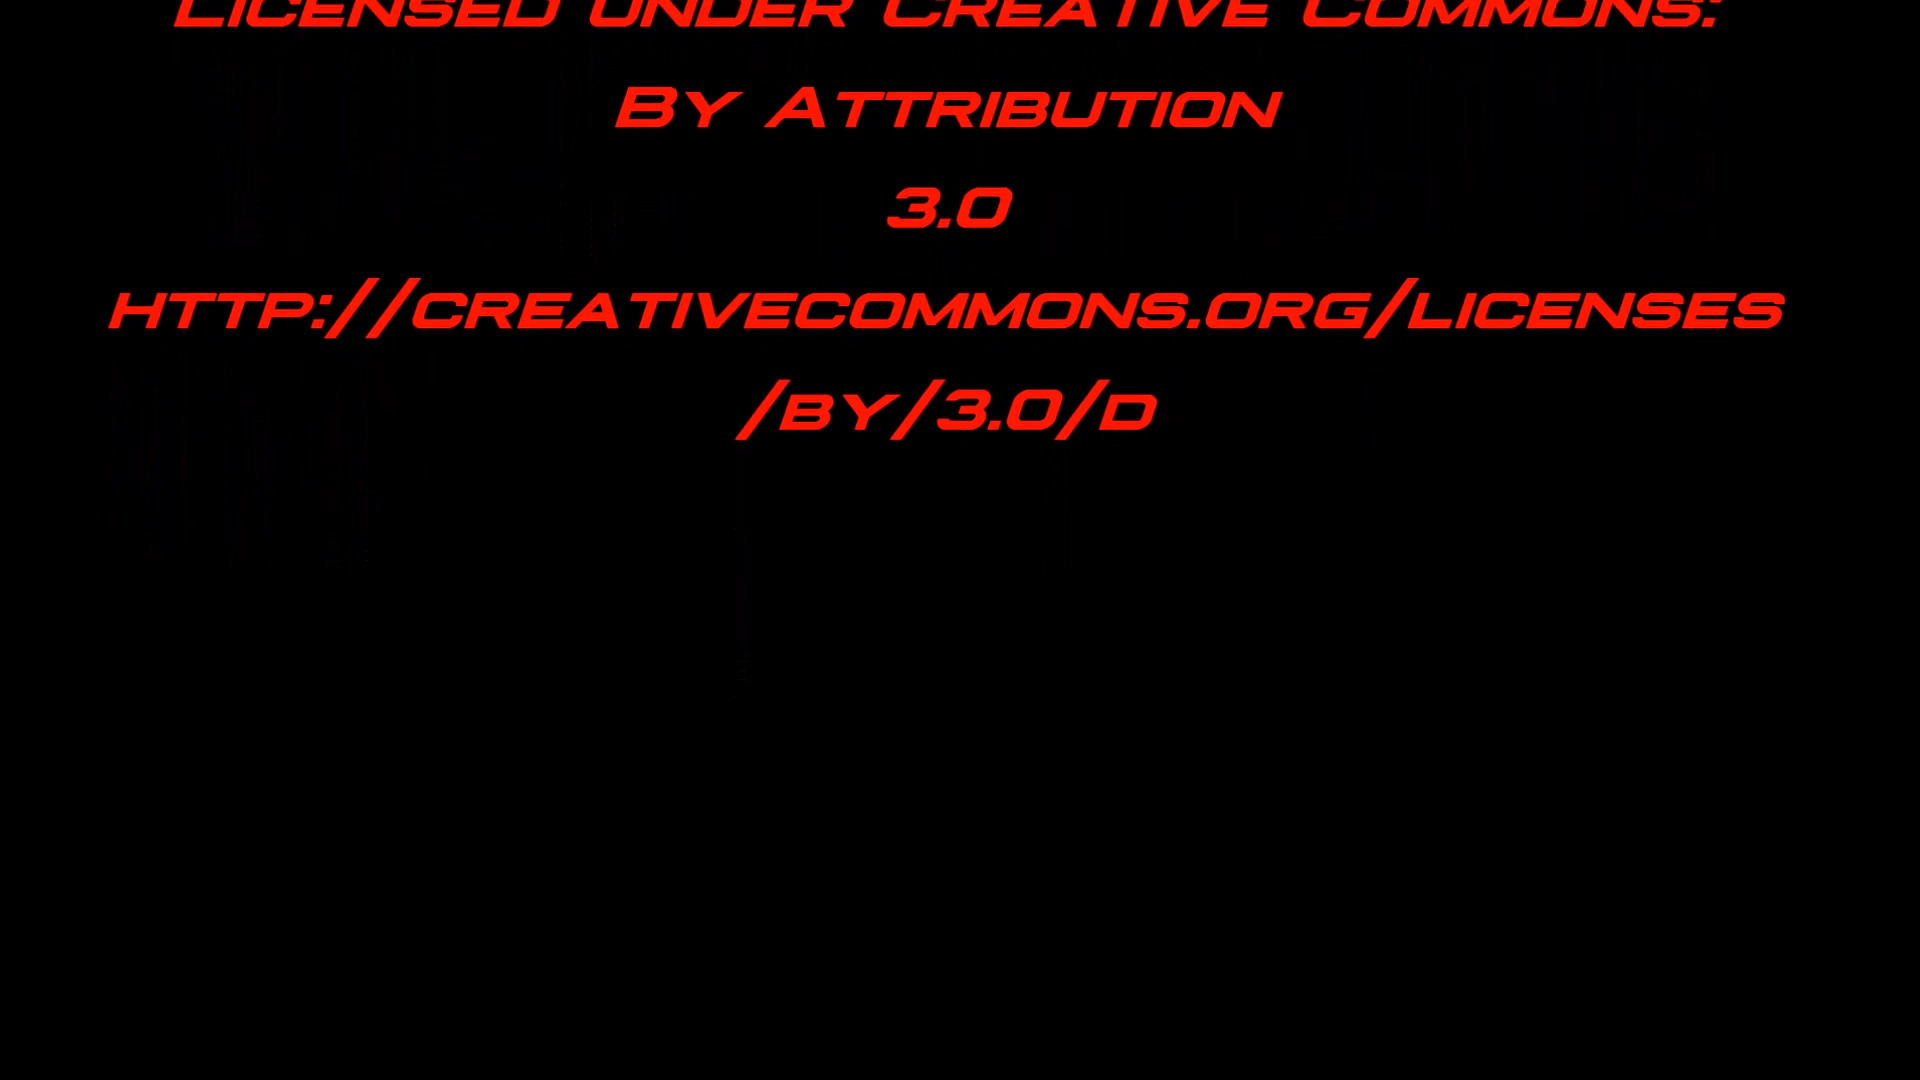 Licensed under Creative Commons:
By Attribution
3.0
http://creativecommons.org/licenses
/by/3.0/d